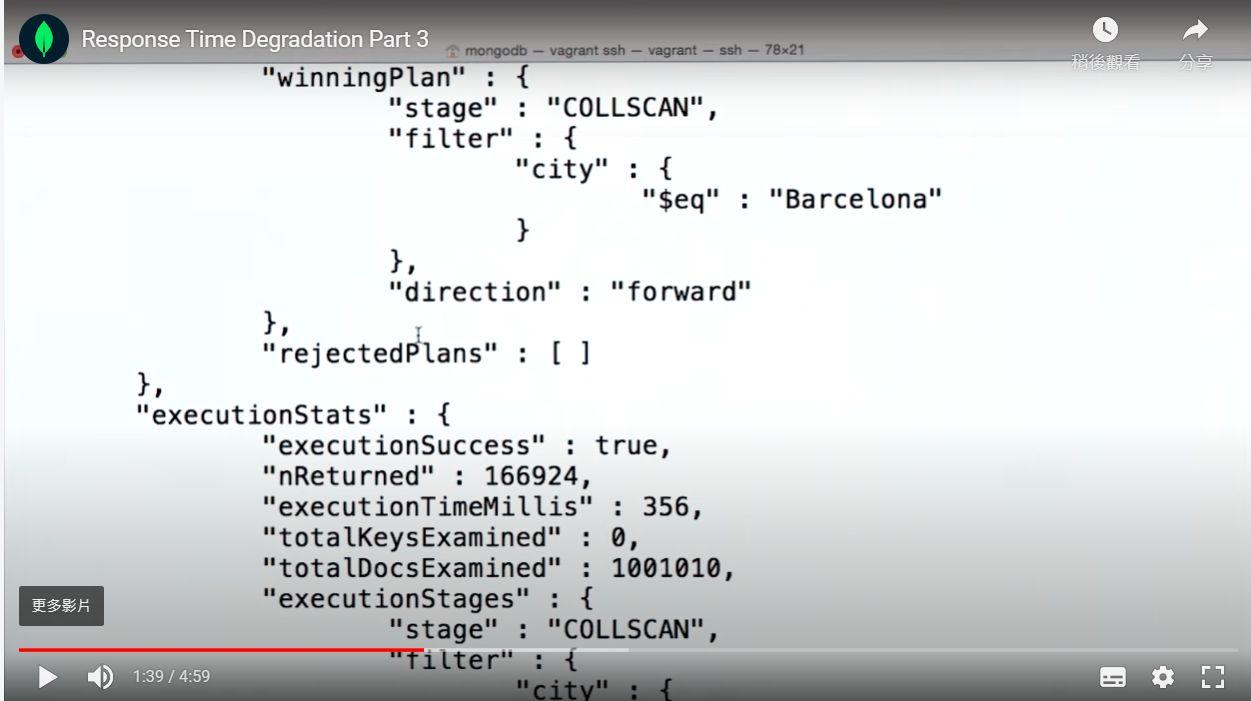 Response Time Degradation Part 3
mongodb — vagrant ssh — vagrant — ssh — 78×21
稍後觀看
分享
"winningPlan" : {
"stage" : "COLLSCAN",
"filter" : {
"city" : {
"$eq" : "Barcelona"
}
},
"direction" : "forward"
},
"rejectedPlans" : [ ]
},
"executionStats" : {
"executionSuccess" : true,
"nReturned" : 166924,
"executionTimeMillis" : 356,
"totalKeysExamined" : 0,
"totalDocsExamined" : 1001010,
"executionStages" : {
"stage" : "COLLSCAN",
"filter" : {
"city" : {
更多影片
1:39 / 4:59